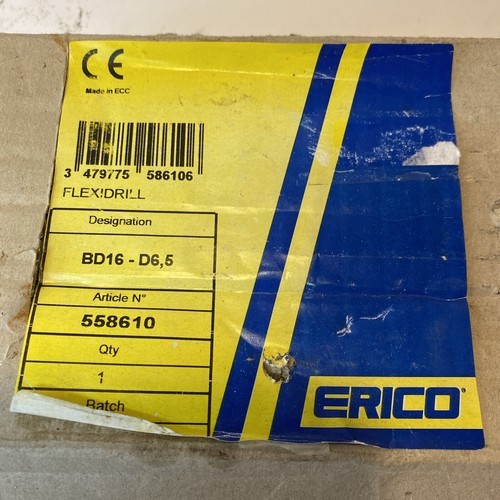 CE
Made in ECC
3 479775 586106
FLEXIDRILL
Designation
BD16 - D6,5
Article N°
558610
Qty
1
Batch
ERICO®